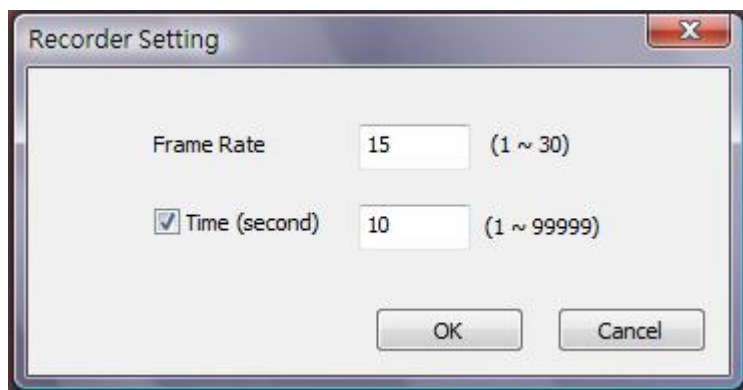 Recorder Setting
Frame Rate 15 (1 ~ 30)
Time (second) 10 (1 ~ 99999)
OK Cancel